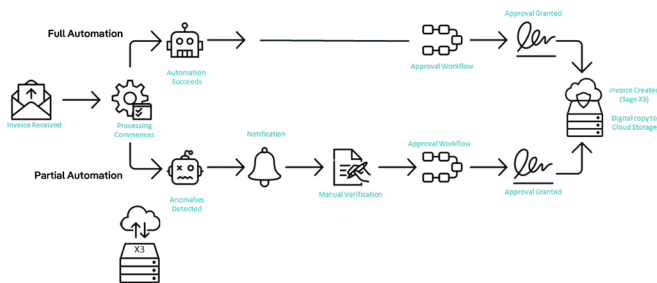 Full Automation
Approval Granted
Automation
Succeeds
Approval Workflow
Invoice Received
Processing
Commences
Invoice Created
(Sage X3)
Digital copy to
Cloud Storage
Notification
Approval Workflow
Partial Automation
Anomalies
Detected
Manual Verification
Approval Granted
X3